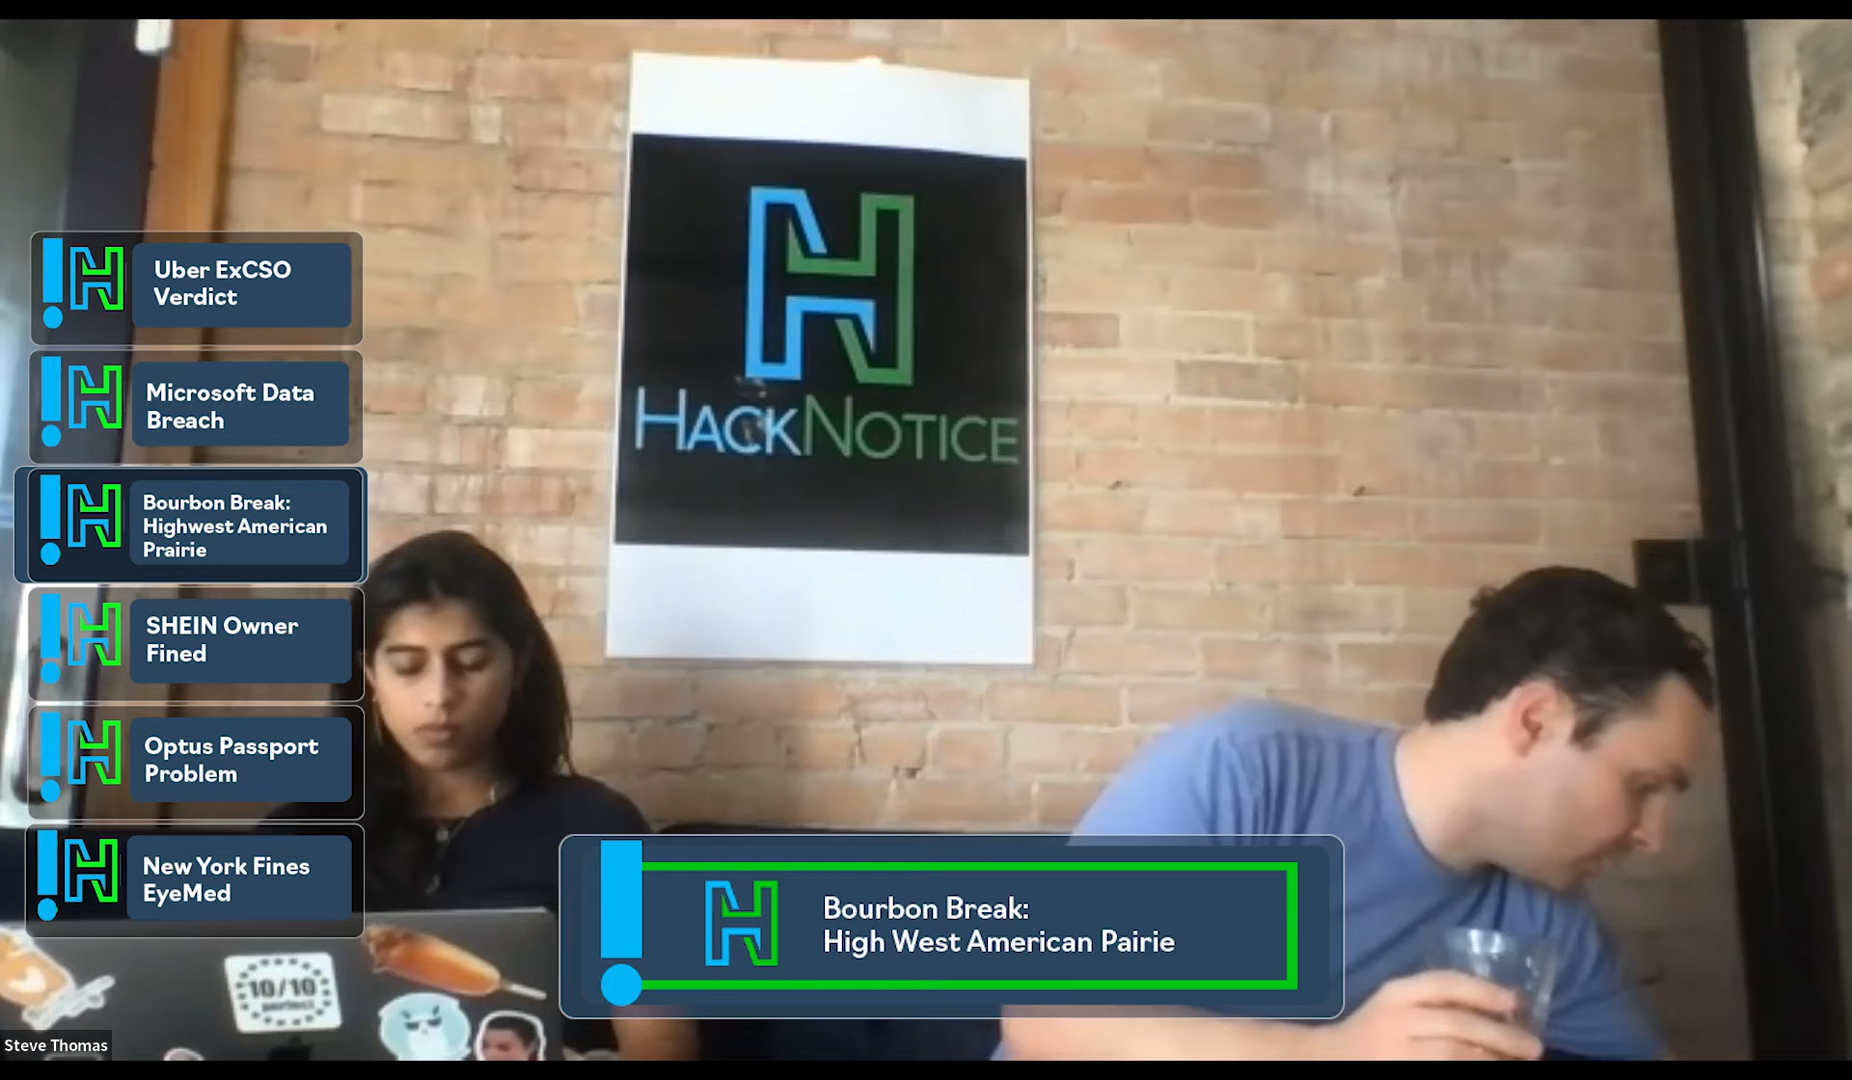 HACKNOTICE
Uber ExCSO
Verdict
Microsoft Data
Breach
Bourbon Break:
Highwest American
Prairie
SHEIN Owner
Fined
Optus Passport
Problem
New York Fines
EyeMed
Bourbon Break:
High West American Pairie
10/10
perfect
Steve Thomas